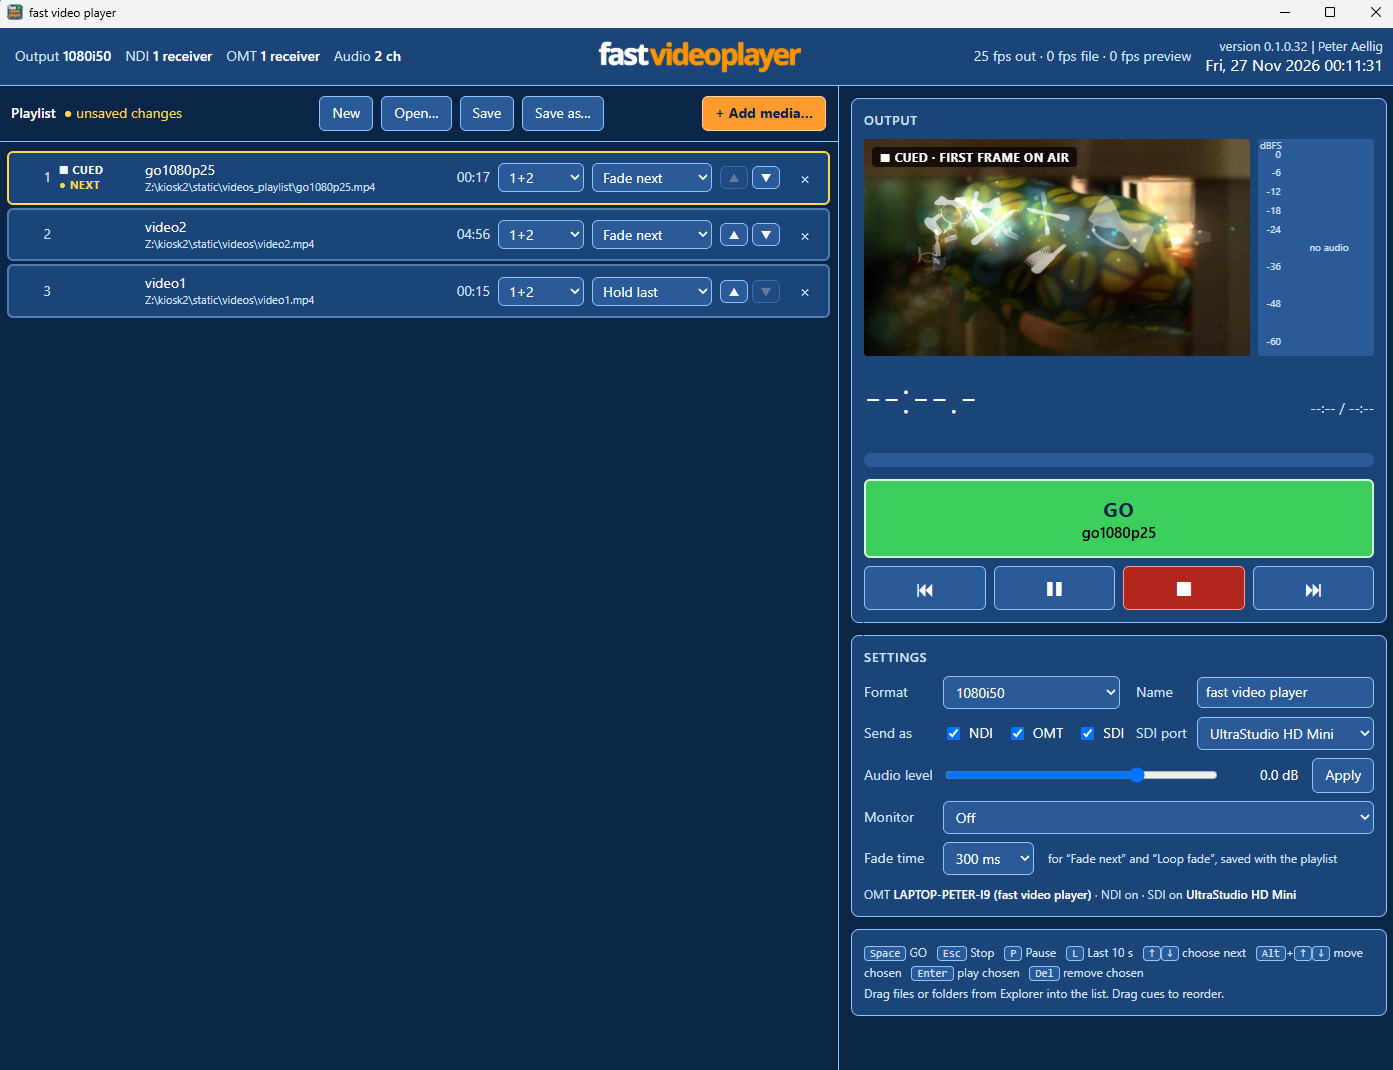 fast video player
Output 1080i50 NDI 1 receiver OMT 1 receiver Audio 2 ch
fastvideoplayer
25 fps out · 0 fps file · 0 fps preview
version 0.1.0.32 | Peter Aellig
Fri, 27 Nov 2026 00:11:31
Playlist ● unsaved changes
New Open... Save Save as... + Add media...
1 ■ CUED ● NEXT
go1080p25
Z:\kiosk2\static\videos_playlist\go1080p25.mp4
00:17 1+2 Fade next ▲ ▼ ×
2
video2
Z:\kiosk2\static\videos\video2.mp4
04:56 1+2 Fade next ▲ ▼ ×
3
video1
Z:\kiosk2\static\videos\video1.mp4
00:15 1+2 Hold last ▲ ▼ ×
OUTPUT
■ CUED · FIRST FRAME ON AIR
dBFS
0
-6
-12
-18
-24
-36
-48
-60
no audio
--:--.-
--:-- / --:--
GO
go1080p25
SETTINGS
Format 1080i50 Name fast video player
Send as NDI OMT SDI SDI port UltraStudio HD Mini
Audio level 0.0 dB Apply
Monitor Off
Fade time 300 ms for “Fade next” and “Loop fade”, saved with the playlist
OMT LAPTOP-PETER-I9 (fast video player) · NDI on · SDI on UltraStudio HD Mini
Space GO Esc Stop P Pause L Last 10 s ↑ ↓ choose next Alt + ↑ ↓ move
chosen Enter play chosen Del remove chosen
Drag files or folders from Explorer into the list. Drag cues to reorder.